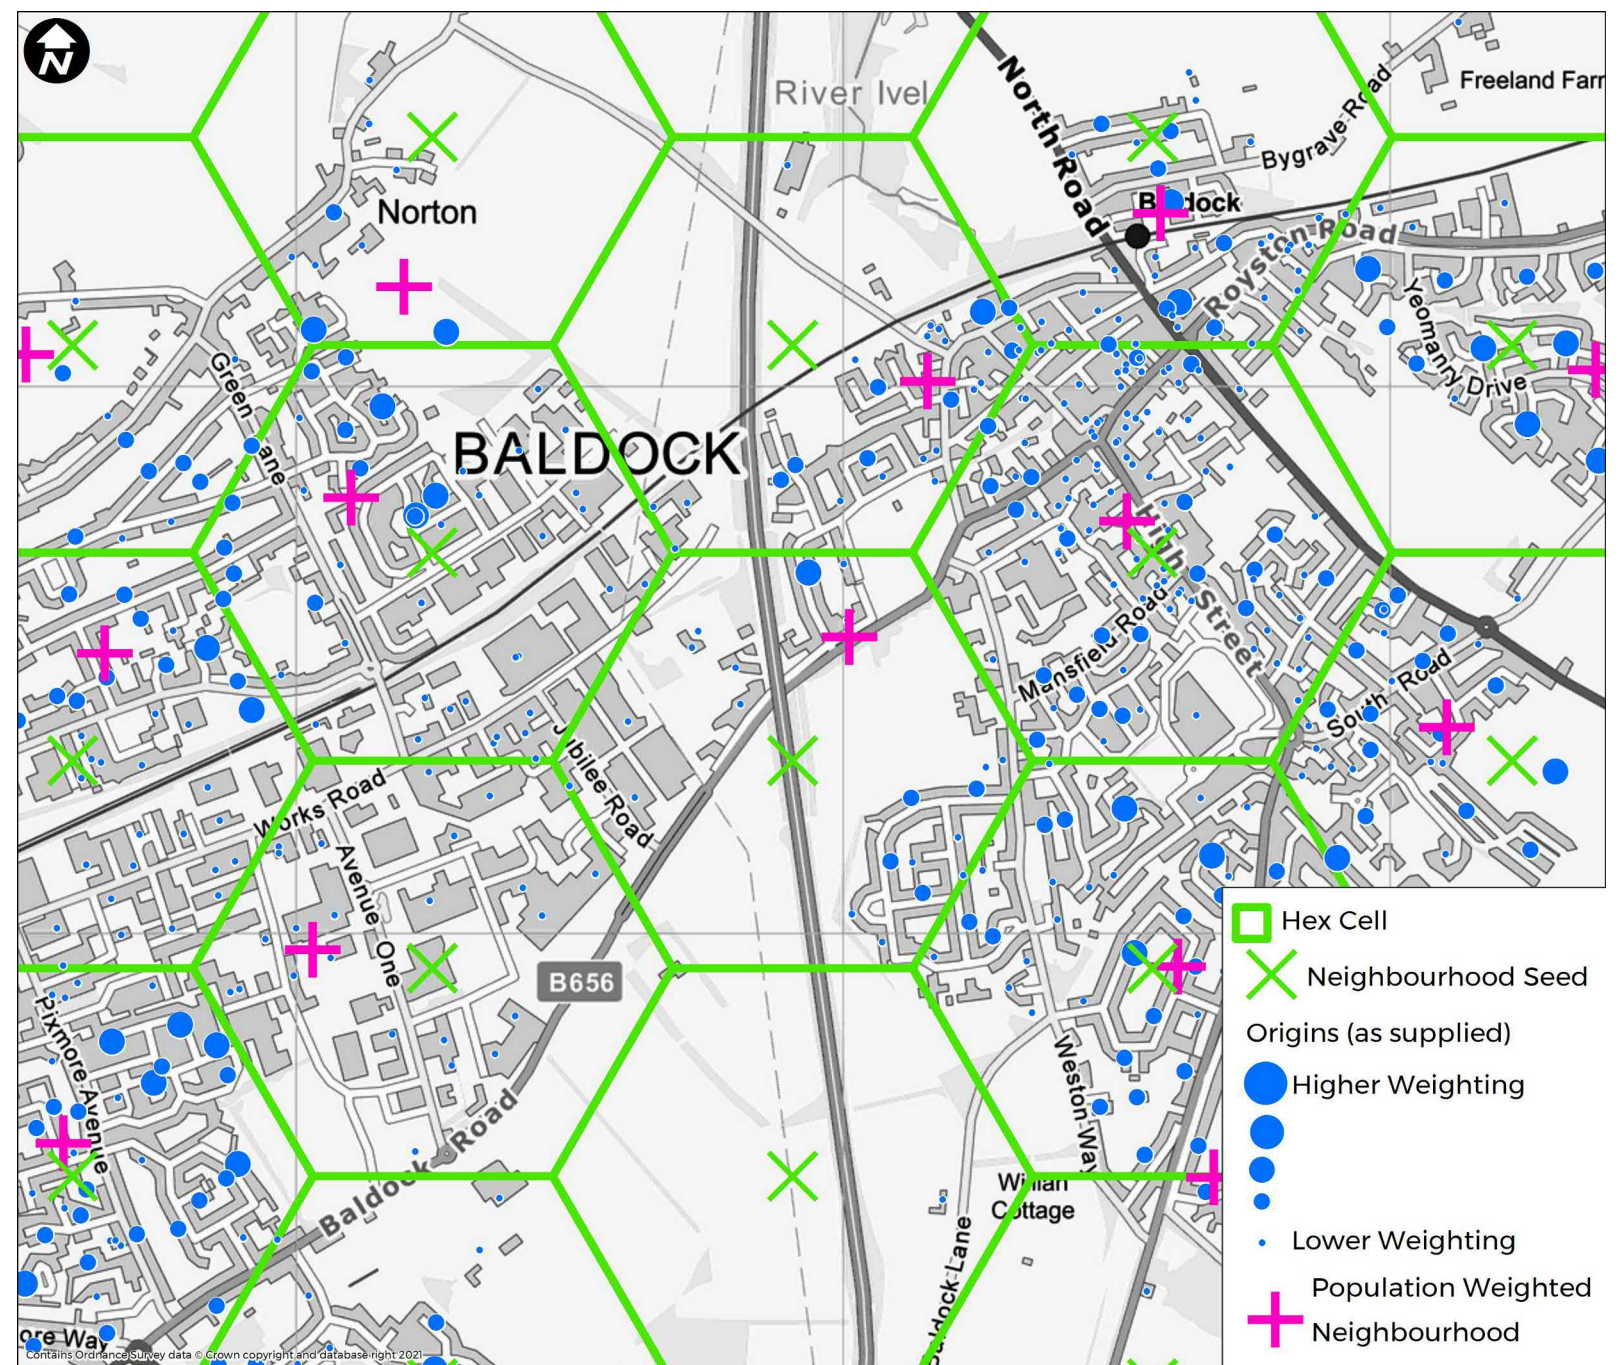 N
River Ivel
North Road
Freeland Farr
Bygrave Road
Norton
Royston Road
Yeomanry Drive
Green Lane
BALDOCK
High Street
Mansfield Road
South Road
Jubilee Road
Works Road
Avenue One
B656
Pixmore Avenue
Weston Way
Baldock Road
Cottage
ore Way
Contains Ordnance Survey data © Crown copyright and database right 2021
Hex Cell
Neighbourhood Seed
Origins (as supplied)
Higher Weighting
Lower Weighting
Population Weighted
Neighbourhood